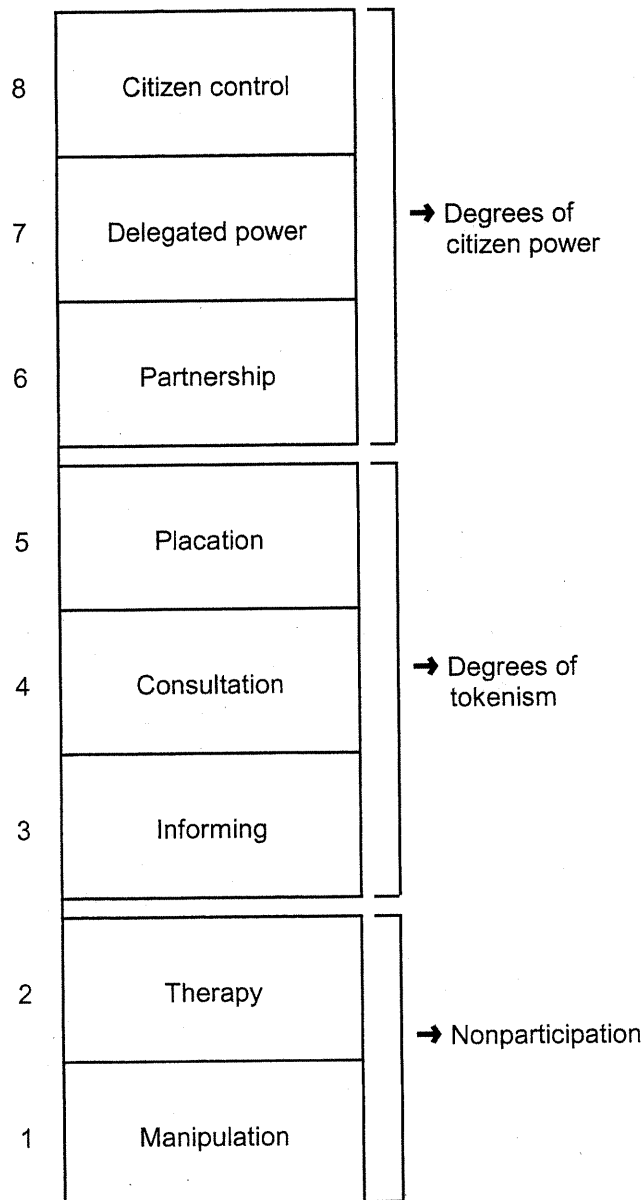 8 Citizen control
7 Delegated power
→ Degrees of
citizen power
6 Partnership
5 Placation
4 Consultation
→ Degrees of
tokenism
3 Informing
2 Therapy
→ Nonparticipation
1 Manipulation